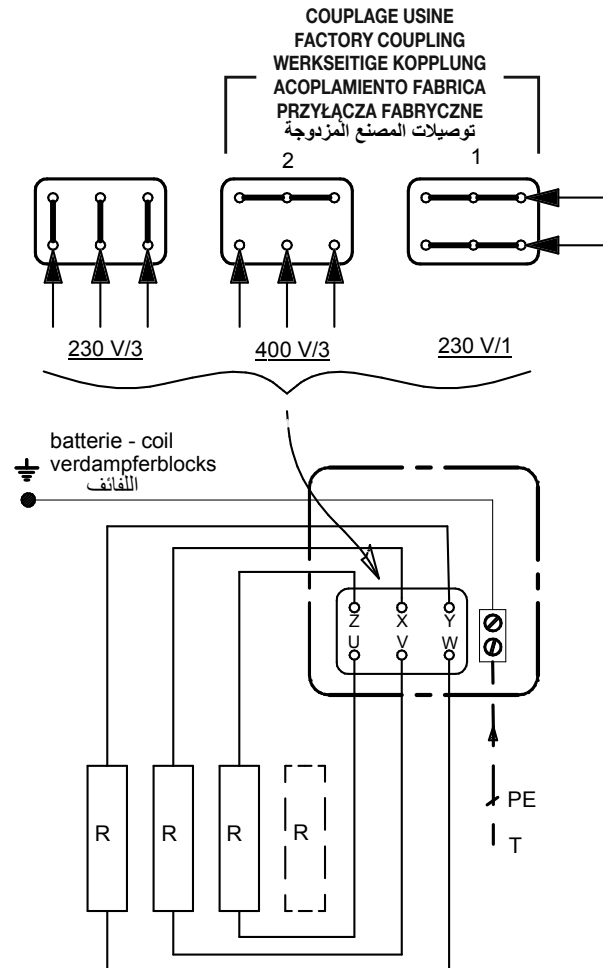 COUPLAGE USINE
FACTORY COUPLING
WERKSEITIGE KOPPLUNG
ACOPLAMIENTO FABRICA
PRZYŁĄCZA FABRYCZNE
توصيلات المصنع المزدوجة
2 1
230 V/3 400 V/3 230 V/1
batterie - coil
verdampferblocks
اللفائف
Z X Y
U V W
PE
R R R R
T